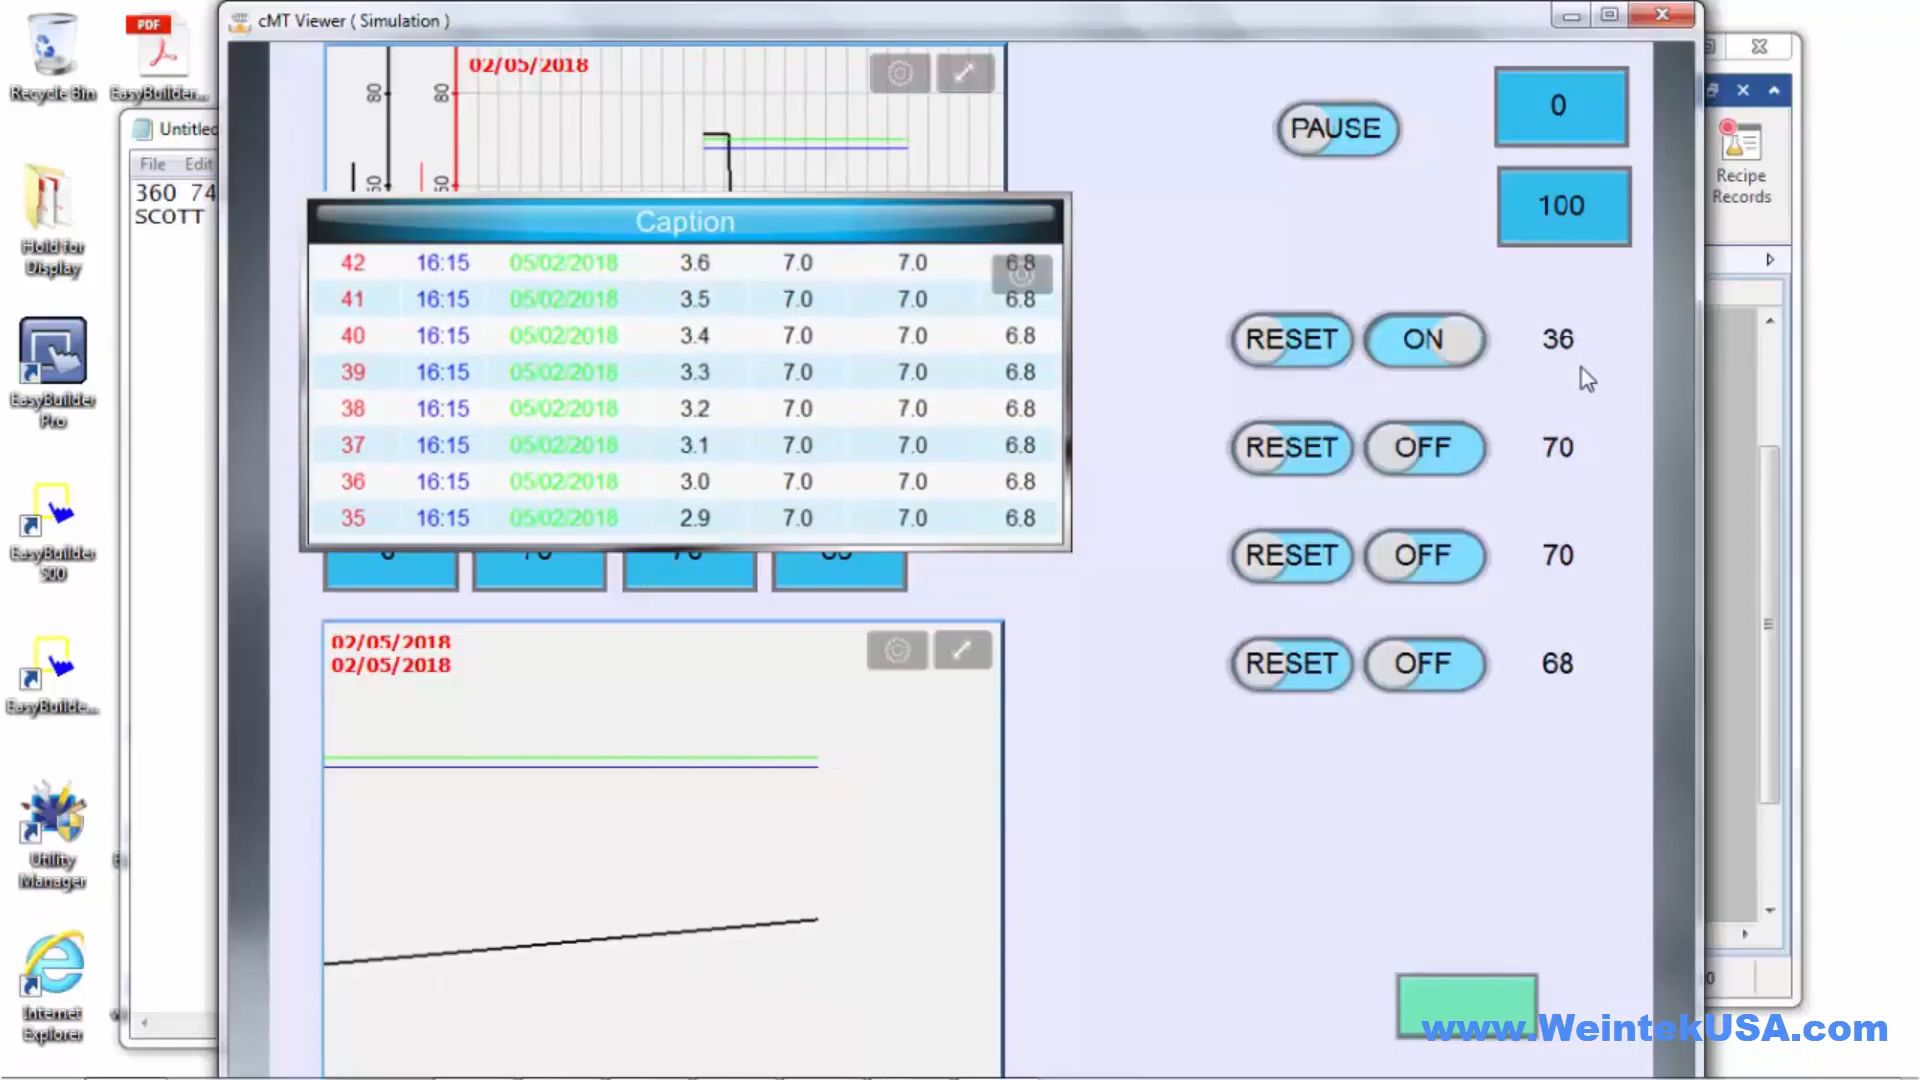 cMT Viewer ( Simulation )
Recycle Bin
PDF
EasyBuilder...
Untitled
File Edit
360 74
SCOTT
Hold for
Display
EasyBuilder
Pro
EasyBuilder
500
EasyBuilde...
Utility
Manager
Internet
Explorer
02/05/2018
80
80
Caption
42 16:15 05/02/2018 3.6 7.0 7.0 6.8
41 16:15 05/02/2018 3.5 7.0 7.0 6.8
40 16:15 05/02/2018 3.4 7.0 7.0 6.8
39 16:15 05/02/2018 3.3 7.0 7.0 6.8
38 16:15 05/02/2018 3.2 7.0 7.0 6.8
37 16:15 05/02/2018 3.1 7.0 7.0 6.8
36 16:15 05/02/2018 3.0 7.0 7.0 6.8
35 16:15 05/02/2018 2.9 7.0 7.0 6.8
02/05/2018
02/05/2018
PAUSE
0
100
RESET ON 36
RESET OFF 70
RESET OFF 70
RESET OFF 68
Recipe
Records
www.WeintekUSA.com